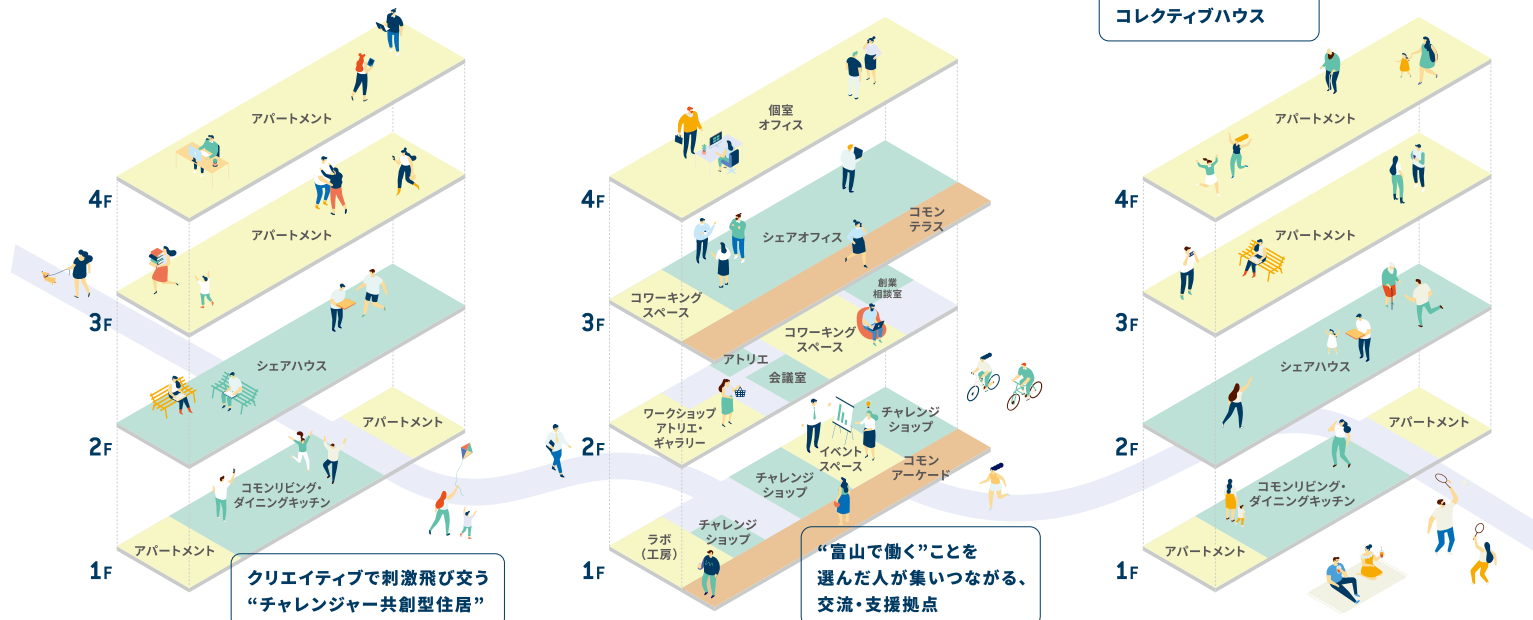 コレクティブハウス
4F
アパートメント
3F
アパートメント
2F
シェアハウス
アパートメント
1F
コモンリビング・
ダイニングキッチン
アパートメント
クリエイティブで刺激飛び交う
“チャレンジャー共創型住居”
4F
個室
オフィス
3F
シェアオフィス
コモン
テラス
コワーキング
スペース
2F
創業
相談室
コワーキング
スペース
アトリエ
会議室
ワークショップ
アトリエ・
ギャラリー
1F
チャレンジ
ショップ
イベント
スペース
コモン
アーケード
チャレンジ
ショップ
チャレンジ
ショップ
ラボ
（工房）
“富山で働く”ことを
選んだ人が集いつながる、
交流・支援拠点
4F
アパートメント
3F
アパートメント
2F
シェアハウス
アパートメント
1F
コモンリビング・
ダイニングキッチン
アパートメント